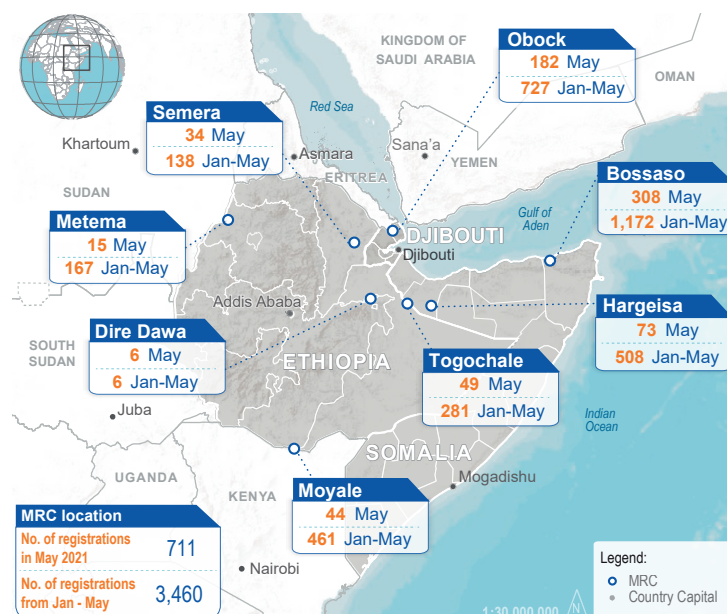 KINGDOM OF
SAUDI ARABIA
Obock
182 May
727 Jan-May
OMAN
Red Sea
Semera
34 May
138 Jan-May
Khartoum
Asmara
Sana'a
ERITREA
YEMEN
SUDAN
Bossaso
308 May
1,172 Jan-May
Gulf of
Aden
Metema
15 May
167 Jan-May
DJIBOUTI
Djibouti
Addis Ababa
Hargeisa
73 May
508 Jan-May
SOUTH
SUDAN
Dire Dawa
6 May
6 Jan-May
ETHIOPIA
Togochale
49 May
281 Jan-May
Juba
Indian
Ocean
SOMALIA
UGANDA
KENYA
Moyale
44 May
461 Jan-May
Mogadishu
MRC location
No. of registrations
in May 2021
711
No. of registrations
from Jan - May
3,460
Nairobi
Legend:
MRC
Country Capital
1:30,000,000
N